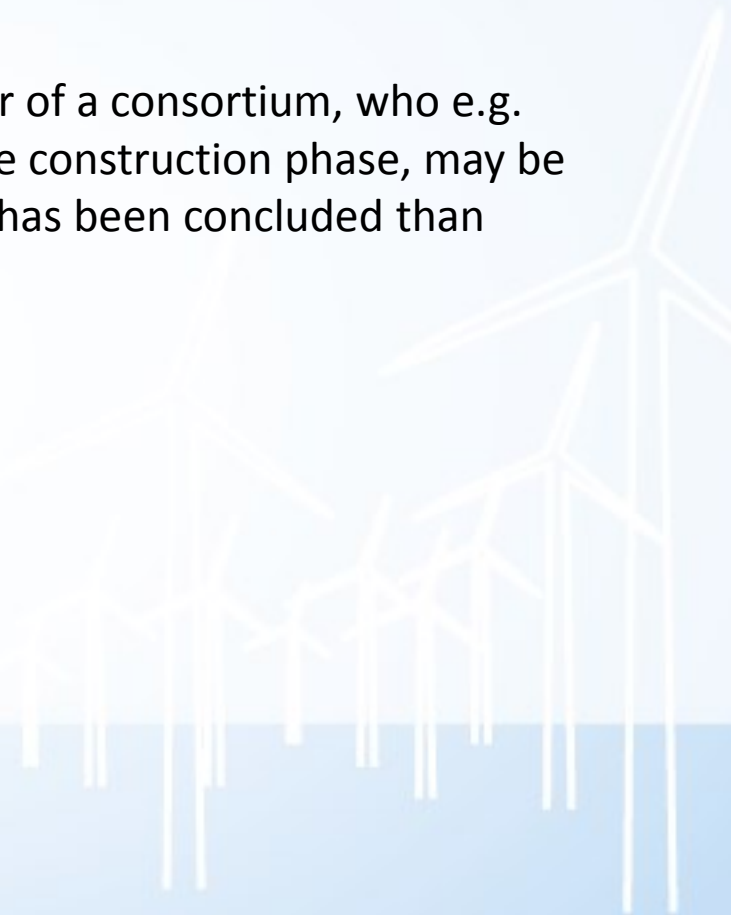 r of a consortium, who e.g.
e construction phase, may be
has been concluded than